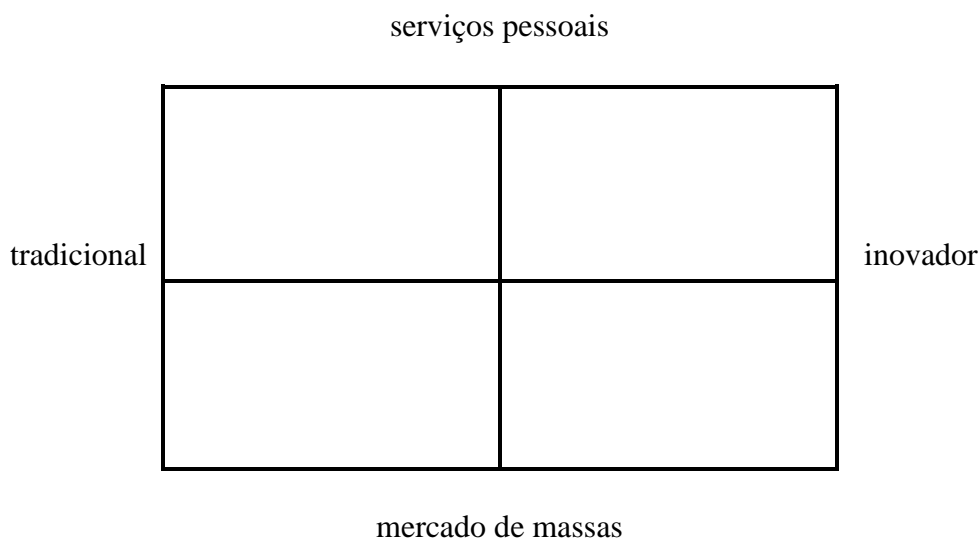 serviços pessoais
tradicional
inovador
mercado de massas